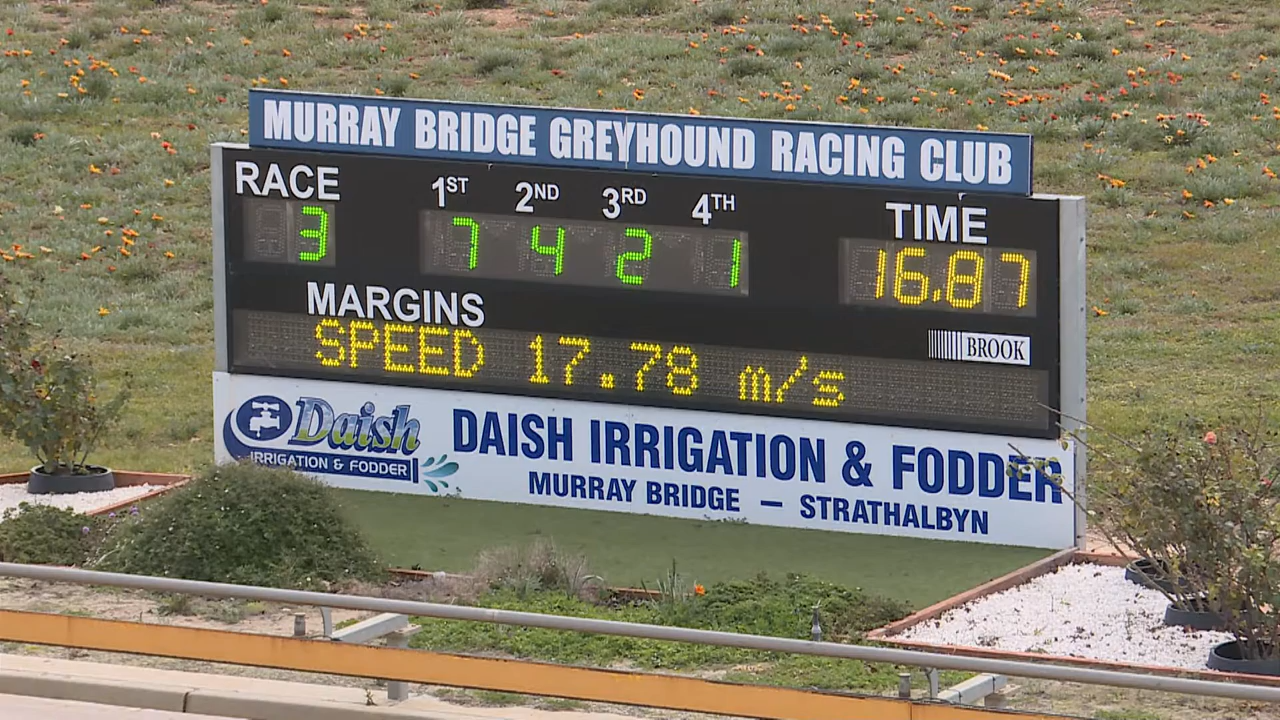 MURRAY BRIDGE GREYHOUND RACING CLUB
RACE 1ST 2ND 3RD 4TH TIME
3 7 4 2 1 16.87
MARGINS
BROOK
SPEED 17.78 m/s
Daish
IRRIGATION & FODDER
DAISH IRRIGATION & FODDER
MURRAY BRIDGE – STRATHALBYN